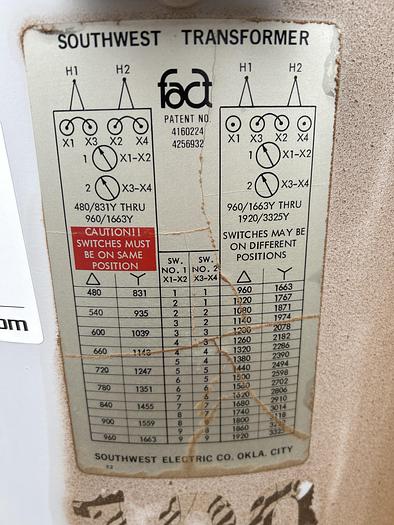 SOUTHWEST TRANSFORMER
H1 H2
fact
H1 H2
PATENT NO.
4160224
4256932
X1 X3 X2 X4
1 X1-X2
2 X3-X4
480/831Y THRU
960/1663Y
CAUTION!!
SWITCHES MUST
BE ON SAME
POSITION
X1 X3 X2 X4
1 X1-X2
2 X3-X4
960/1663Y THRU
1920/3325Y
SWITCHES MAY BE
ON DIFFERENT
POSITIONS
SW. NO. 1 X1-X2 SW. NO. 2 X3-X4
480 831 1 1 960 1663
2 1 1020 1767
540 935 2 2 1080 1871
3 2 1140 1974
600 1039 3 3 1200 2078
4 3 1260 2182
660 1143 4 4 1320 2286
5 4 1380 2390
720 1247 5 5 1440 2494
6 5 1500 2598
780 1351 6 6 1560 2702
7 6 1620 2806
840 1455 7 7 1680 2910
8 7 1740 3014
900 1559 8 8 1800 3118
9 8 1860
960 1663 9 9 1920
SOUTHWEST ELECTRIC CO. OKLA. CITY
om